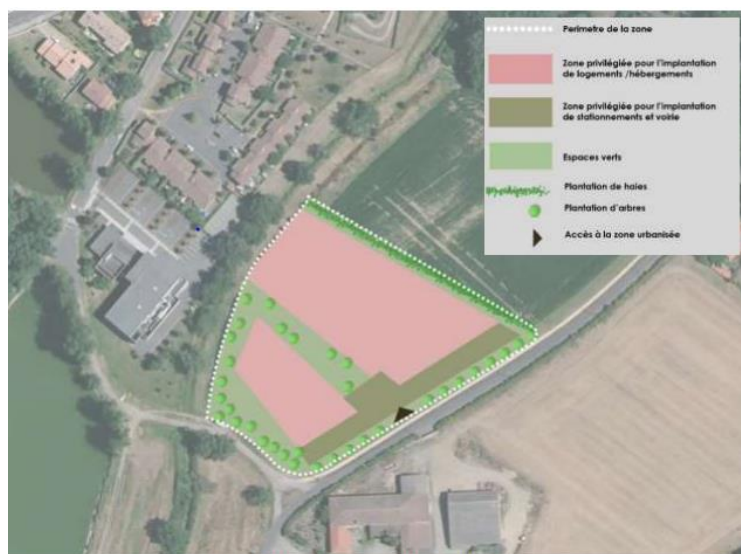 Perimetre de la zone
Zone privilégiée pour l'implantation
de logements /hébergements
Zone privilégiée pour l'implantation
de stationnements et voirie
Espaces verts
Plantation de haies
Plantation d'arbres
Accès à la zone urbanisée